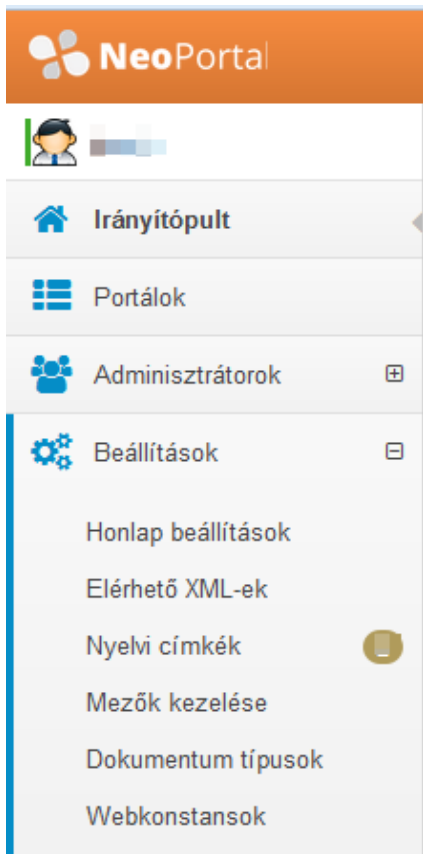 NeoPortal
Irányítópult
Portálok
Adminisztrátorok
Beállítások
Honlap beállítások
Elérhető XML-ek
Nyelvi címkék
Mezők kezelése
Dokumentum típusok
Webkonstansok